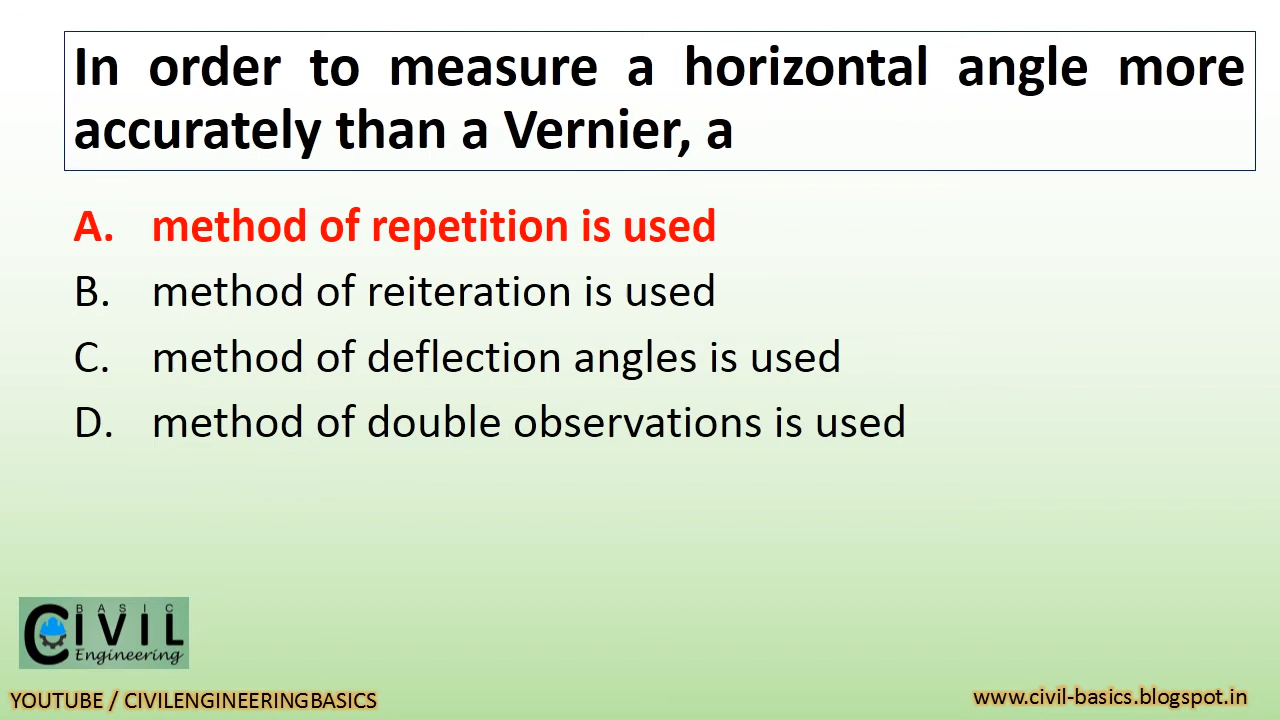 In order to measure a horizontal angle more
accurately than a Vernier, a
A. method of repetition is used
B. method of reiteration is used
C. method of deflection angles is used
D. method of double observations is used
BASIC
CIVIL
Engineering
YOUTUBE / CIVILENGINEERINGBASICS
www.civil-basics.blogspot.in